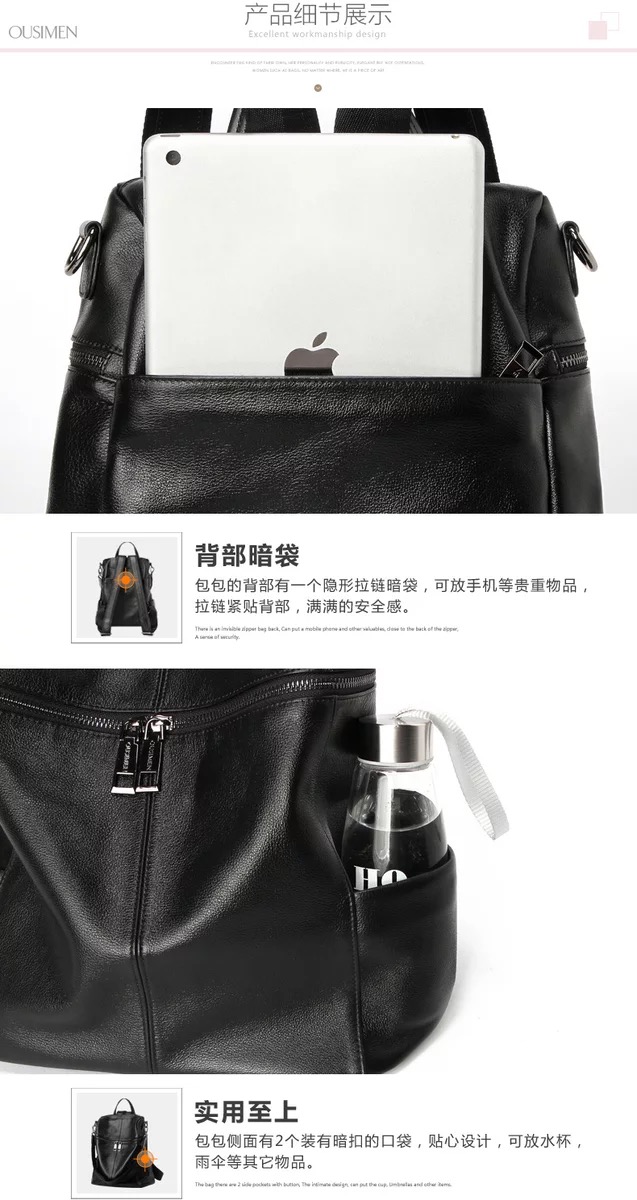 产品细节展示
OUSIMEN
Excellent workmanship design
背部暗袋
包包的背部有一个隐形拉链暗袋，可放手机等贵重物品，
拉链紧贴背部，满满的安全感。
There is an invisible zipper bag back, Can put a mobile phone and other valuables, close to the back of the zipper,
A sense of security.
OUSIMEN
HO
实用至上
包包侧面有2个装有暗扣的口袋，贴心设计，可放水杯，
雨伞等其它物品。
The bag there are 2 side pockets with button, The intimate design, can put the cup, Umbrellas and other items.